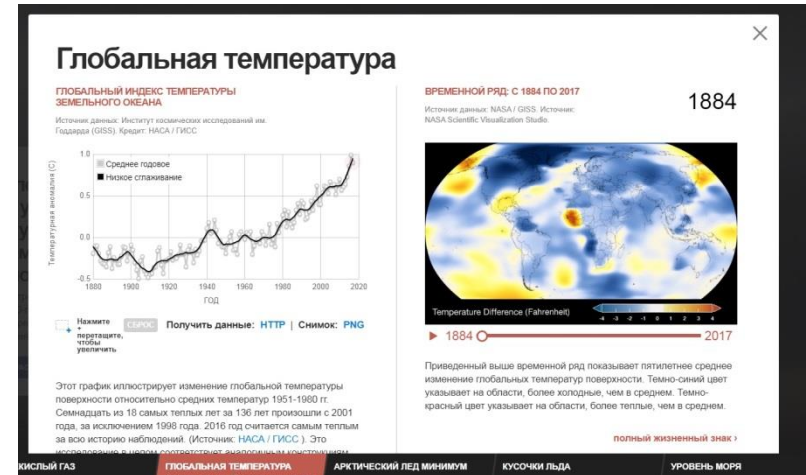 Глобальная температура
ГЛОБАЛЬНЫЙ ИНДЕКС ТЕМПЕРАТУРЫ
ЗЕМЕЛЬНОГО ОКЕАНА
Источник данных: Институт космических исследований им.
Годдарда (GISS). Кредит: НАСА / ГИСС
Температурная аномалия (C)
1.0
0.5
0.0
-0.5
Среднее годовое
Низкое сглаживание
1880 1900 1920 1940 1960 1980 2000 2020
ГОД
Нажмите
+
перетащите,
чтобы
увеличить
СБРОС
Получить данные: HTTP | Снимок: PNG
Этот график иллюстрирует изменение глобальной температуры
поверхности относительно средних температур 1951-1980 гг.
Семнадцать из 18 самых теплых лет за 136 лет произошли с 2001
года, за исключением 1998 года. 2016 год считается самым теплым
за всю историю наблюдений. (Источник: НАСА / ГИСС ). Это
исследование в целом соответствует аналогичным конструкциям,
ВРЕМЕННОЙ РЯД: С 1884 ПО 2017
Источник данных: NASA / GISS. Источник:
NASA Scientific Visualization Studio
1884
Temperature Difference (Fahrenheit)
-4 -3 -2 -1 0 1 2 3 4
1884
2017
Приведенный выше временной ряд показывает пятилетнее среднее
изменение глобальных температур поверхности. Темно-синий цвет
указывает на области, более холодные, чем в среднем. Темно-
красный цвет указывает на области, более теплые, чем в среднем.
полный жизненный знак ›
КИСЛЫЙ ГАЗ
ГЛОБАЛЬНАЯ ТЕМПЕРАТУРА
АРКТИЧЕСКИЙ ЛЕД МИНИМУМ
КУСОЧКИ ЛЬДА
УРОВЕНЬ МОРЯ